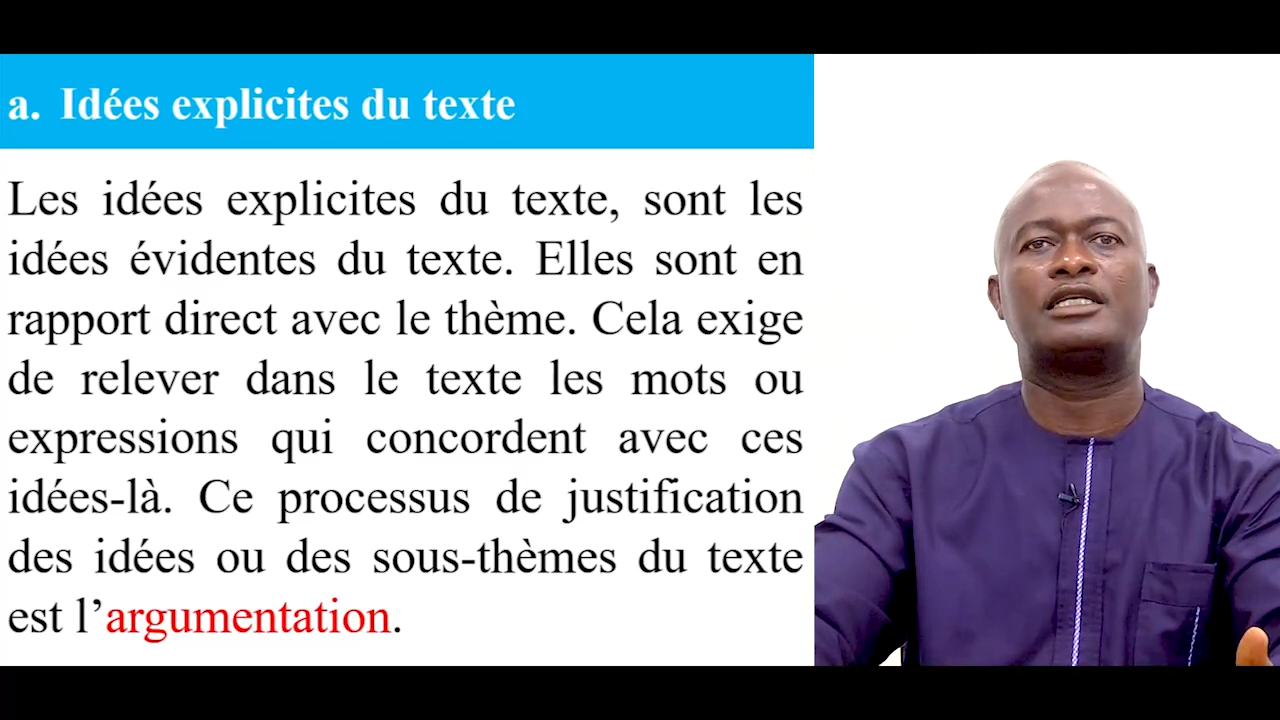 a. Idées explicites du texte
Les idées explicites du texte, sont les
idées évidentes du texte. Elles sont en
rapport direct avec le thème. Cela exige
de relever dans le texte les mots ou
expressions qui concordent avec ces
idées-là. Ce processus de justification
des idées ou des sous-thèmes du texte
est l’argumentation.